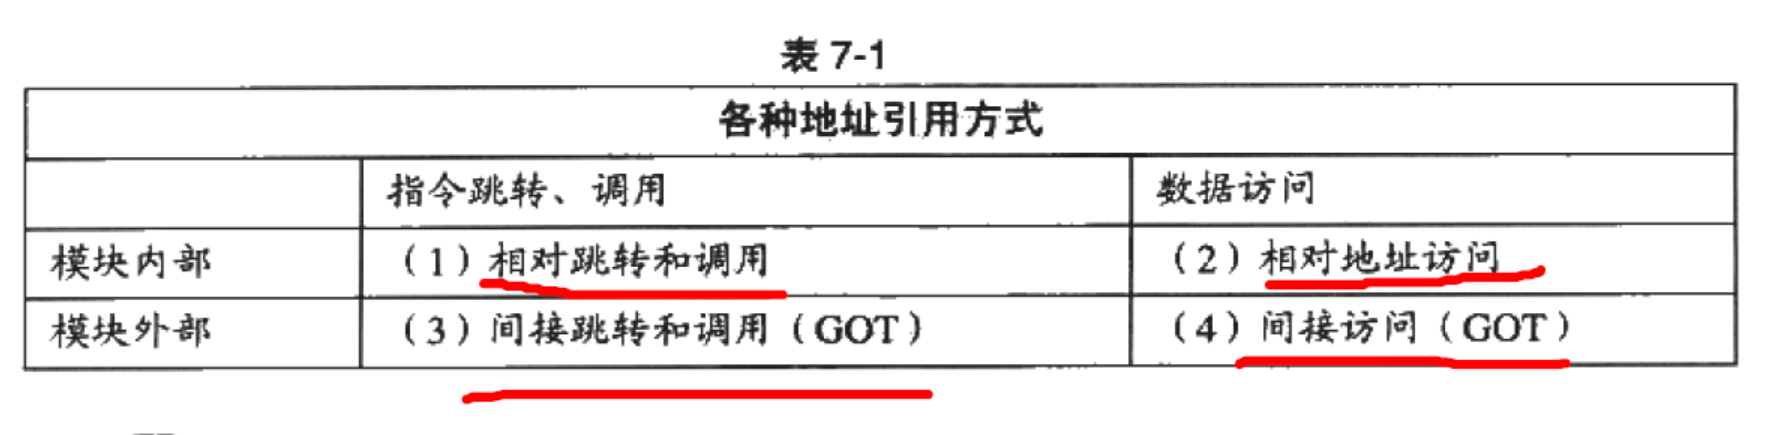 表 7-1
各种地址引用方式
指令跳转、调用 数据访问
模块内部 （1）相对跳转和调用 （2）相对地址访问
模块外部 （3）间接跳转和调用（GOT） （4）间接访问（GOT）